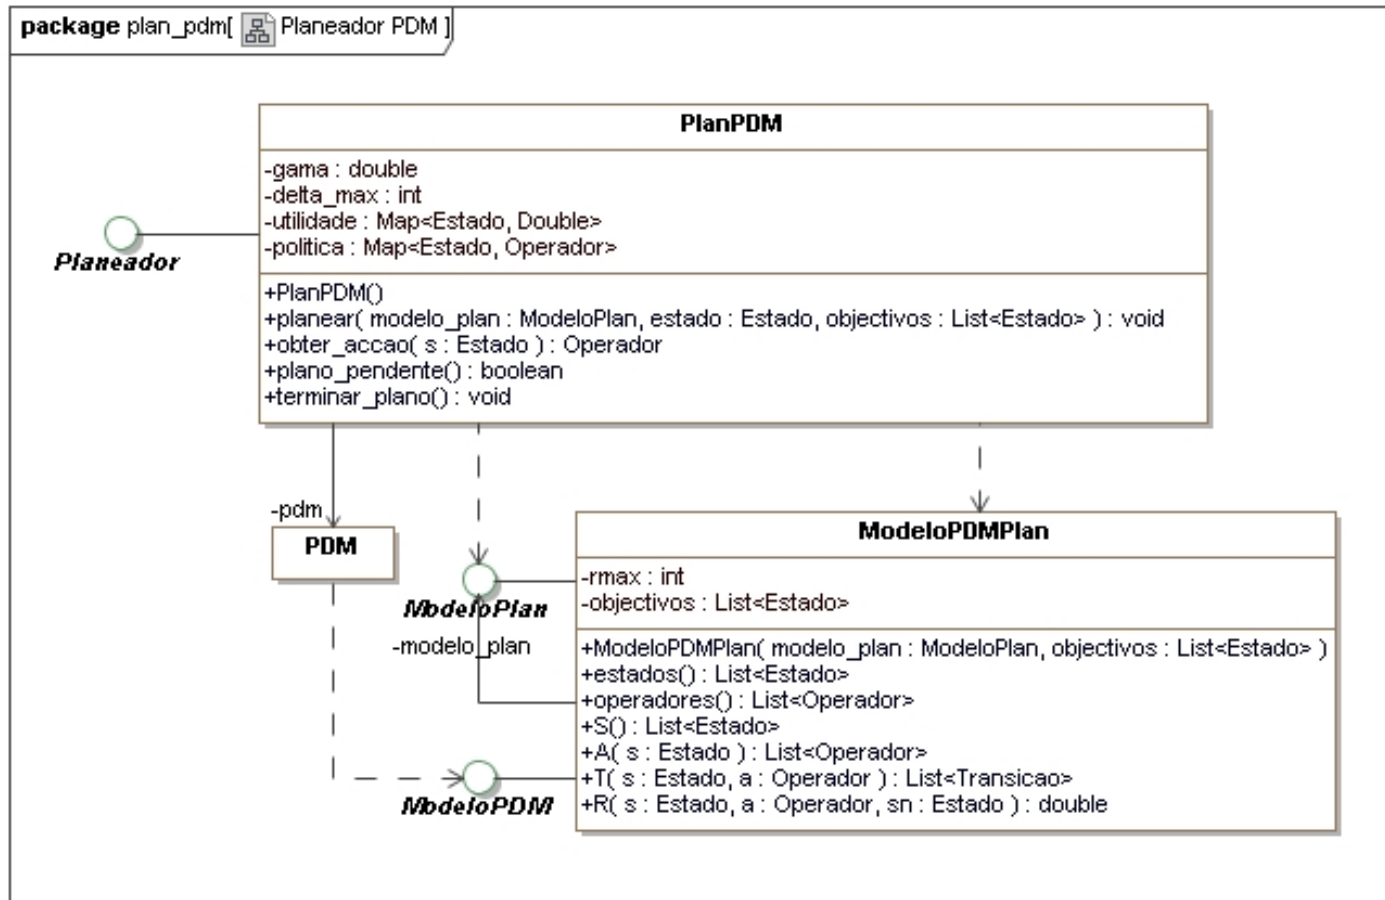 package plan_pdm[ Planeador PDM ]
PlanPDM
-gama : double
-delta_max : int
-utilidade : Map<Estado, Double>
-politica : Map<Estado, Operador>
Planeador
+PlanPDM()
+planear( modelo_plan : ModeloPlan, estado : Estado, objectivos : List<Estado> ) : void
+obter_accao( s : Estado ) : Operador
+plano_pendente() : boolean
+terminar_plano() : void
-pdm
PDM
ModeloPlan
-modelo_plan
ModeloPDMPlan
-rmax : int
-objectivos : List<Estado>
+ModeloPDMPlan( modelo_plan : ModeloPlan, objectivos : List<Estado> )
+estados() : List<Estado>
+operadores() : List<Operador>
+S() : List<Estado>
+A( s : Estado ) : List<Operador>
+T( s : Estado, a : Operador ) : List<Transicao>
+R( s : Estado, a : Operador, sn : Estado ) : double
ModeloPDM